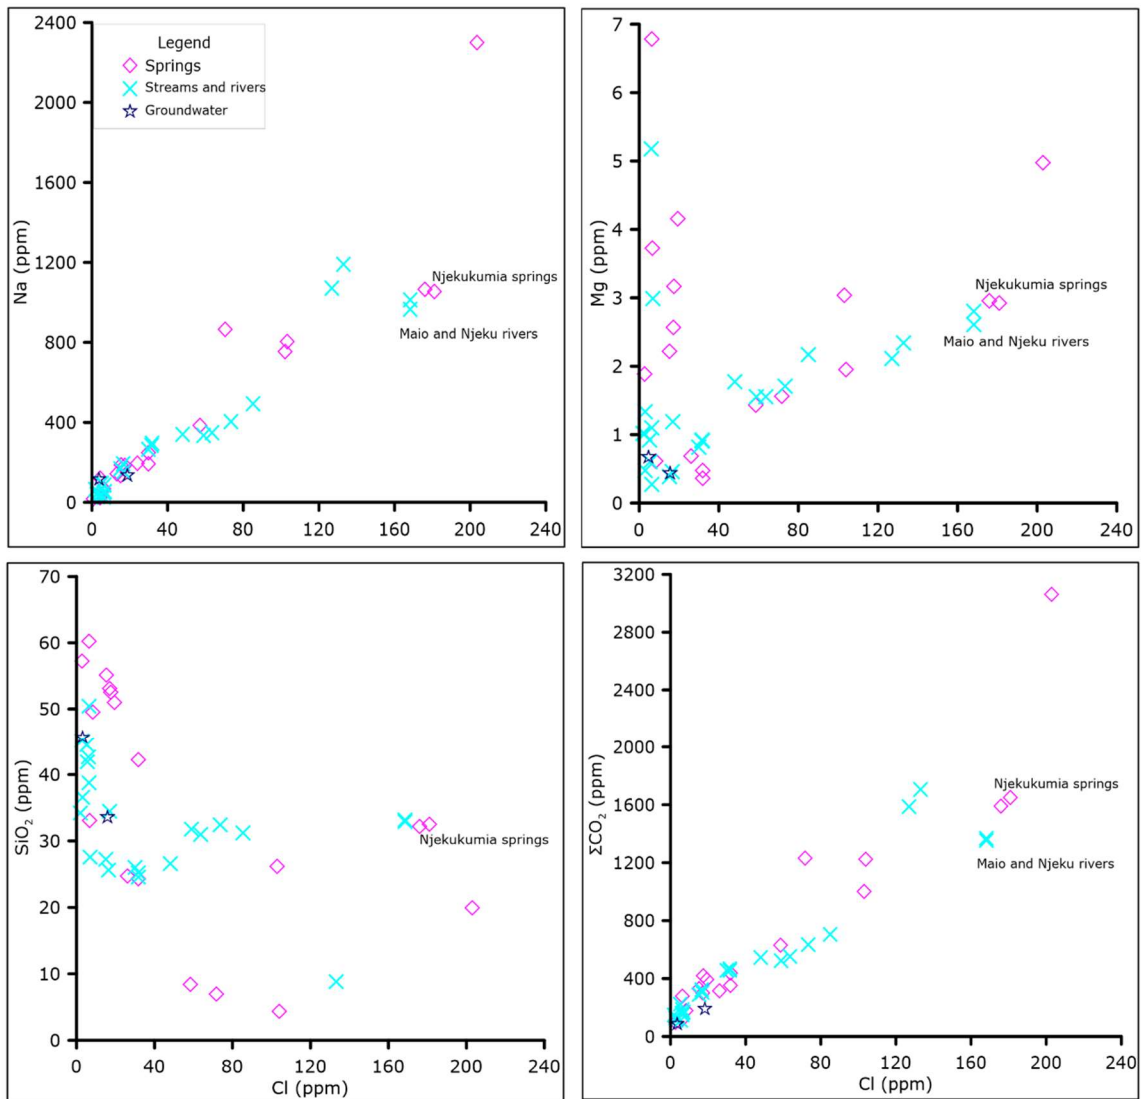 2400
2000
1600
1200
800
400
0
Na (ppm)
Legend
Springs
Streams and rivers
Groundwater
Njekukumia springs
Maio and Njeku rivers
0 40 80 120 160 200 240
7
6
5
4
3
2
1
0
Mg (ppm)
Njekukumia springs
Maio and Njeku rivers
0 40 80 120 160 200 240
70
60
50
40
30
20
10
0
SiO₂ (ppm)
Njekukumia springs
0 40 80 120 160 200 240
Cl (ppm)
3200
2800
2400
2000
1600
1200
800
400
0
ΣCO₂ (ppm)
Njekukumia springs
Maio and Njeku rivers
0 40 80 120 160 200 240
Cl (ppm)